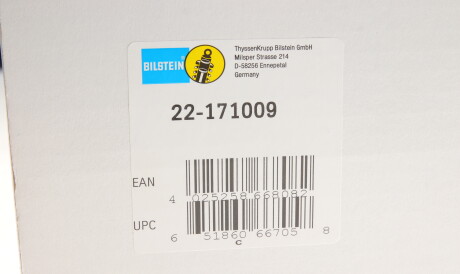 BILSTEIN
ThyssenKrupp Bilstein GmbH
Milsper Strasse 214
D-58256 Ennepetal
Germany
22-171009
EAN
4 025258 668082
UPC
6 51860 66705 8
c